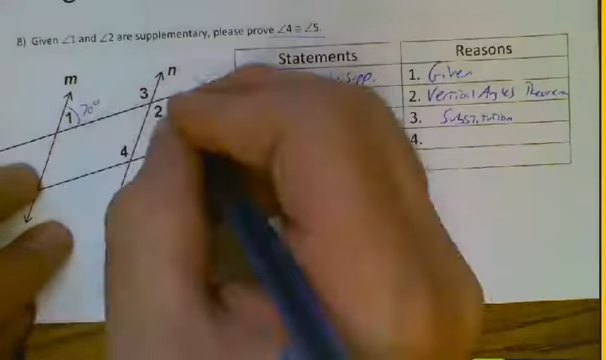 8) Given ∠1 and ∠2 are supplementary, please prove ∠4 ≅ ∠5.
Statements
Reasons
m
n
3
1
70°
2
4
supp.
1. Given
2. Vertical Angles Theorem
3. Substitution
4.